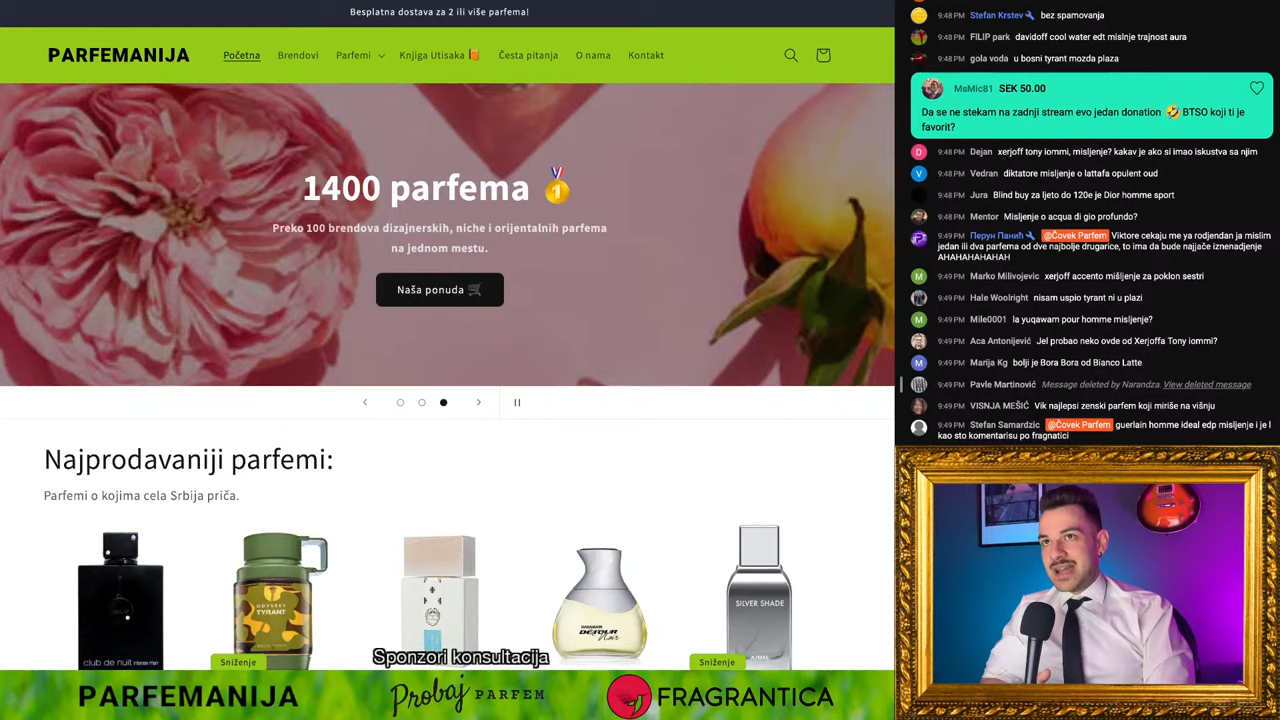 Besplatna dostava za 2 ili više parfema!
PARFEMANIJA
Početna
Brendovi
Parfemi
Knjiga Utisaka
Česta pitanja
O nama
Kontakt
1400 parfema
Preko 100 brendova dizajnerskih, niche i orijentalnih parfema
na jednom mestu.
Naša ponuda
Najprodavaniji parfemi:
Parfemi o kojima cela Srbija priča.
club de nuit intense man
ODYSSEY
TYRANT
HARAMAIN
DÉTOUR
Noir
SILVER SHADE
AJMAL
Sniženje
Sniženje
Sponzori konsultacija
PARFEMANIJA
Probaj PARFEM
FRAGRANTICA
9:48 PM Stefan Krstev bez spamovanja
9:48 PM FILIP park davidoff cool water edt mislnje trajnost aura
9:48 PM gola voda u bosni tyrant mozda plaza
MsMic81 SEK 50.00
Da se ne stekam na zadnji stream evo jedan donation 🤣 BTSO koji ti je
favorit?
9:48 PM Dejan xerjoff tony iommi, misljenje? kakav je ako si imao iskustva sa njim
9:48 PM Vedran diktatore misljenje o lattafa opulent oud
9:48 PM Jura Blind buy za ljeto do 120e je Dior homme sport
9:48 PM Mentor Misljenje o acqua di gio profundo?
9:49 PM Перун Панић @Čovek Parfem Viktore cekaju me ya rodjendan ja mislim
jedan ili dva parfema od dve najbolje drugarice, to ima da bude najjače iznenadjenje
AHAHAHAHAHAH
9:49 PM Marko Milivojevic xerjoff accento mišljenje za poklon sestri
9:49 PM Hale Woolright nisam uspio tyrant ni u plazi
9:49 PM Mile0001 la yuqawam pour homme misljenje?
9:49 PM Aca Antonijević Jel probao neko ovde od Xerjoffa Tony iommi?
9:49 PM Marija Kg bolji je Bora Bora od Bianco Latte
9:49 PM Pavle Martinović Message deleted by Narandza. View deleted message
9:49 PM VISNJA MEŠIĆ Vik najlepsi zenski parfem koji miriše na višnju
9:49 PM Stefan Samardzic @Čovek Parfem guerlain homme ideal edp misljenje i je l
kao sto komentarisu po fragnatici